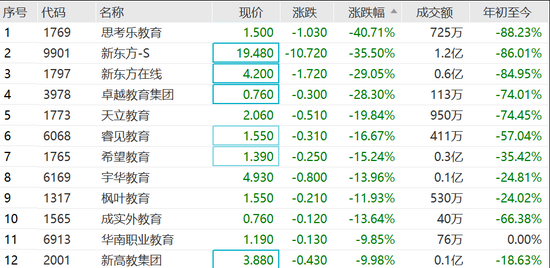 序号 代码 名称 现价 涨跌 涨跌幅 成交额 年初至今
1 1769 思考乐教育 1.500 -1.030 -40.71% 725万 -88.23%
2 9901 新东方-S 19.480 -10.720 -35.50% 1.2亿 -86.01%
3 1797 新东方在线 4.200 -1.720 -29.05% 0.6亿 -84.95%
4 3978 卓越教育集团 0.760 -0.300 -28.30% 113万 -74.01%
5 1773 天立教育 2.060 -0.510 -19.84% 950万 -74.45%
6 6068 睿见教育 1.550 -0.310 -16.67% 411万 -57.04%
7 1765 希望教育 1.390 -0.250 -15.24% 0.3亿 -35.42%
8 6169 宇华教育 4.930 -0.800 -13.96% 0.1亿 -24.81%
9 1317 枫叶教育 1.550 -0.210 -11.93% 530万 -24.02%
10 1565 成实外教育 0.760 -0.120 -13.64% 40万 -66.38%
11 6913 华南职业教育 1.190 -0.130 -9.85% 76万 0.00%
12 2001 新高教集团 3.880 -0.430 -9.98% 0.1亿 -18.63%